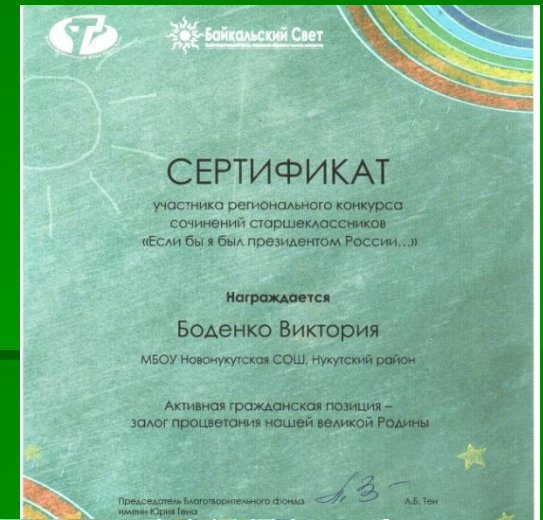 Байкальский Свет
СЕРТИФИКАТ
участника регионального конкурса
сочинений старшеклассников
«Если бы я был президентом России...»
Награждается
Боденко Виктория
МБОУ Новонукутская СОШ, Нукутский район
Активная гражданская позиция –
залог процветания нашей великой Родины
Председатель Благотворительного фонда
имени Юрия Тена
Л.Б. Тен